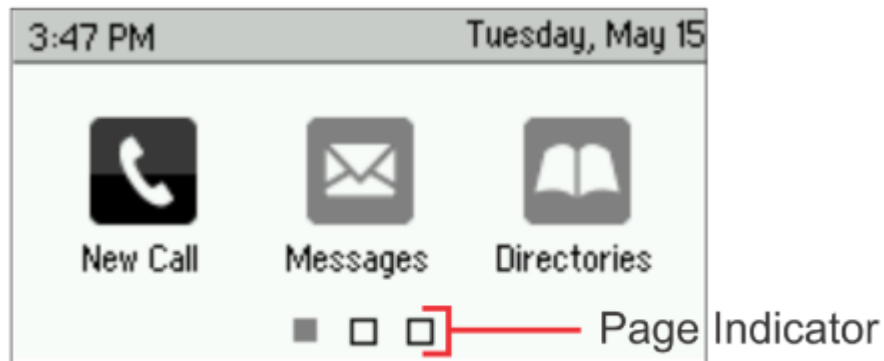 3:47 PM Tuesday, May 15
New Call Messages Directories
Page Indicator